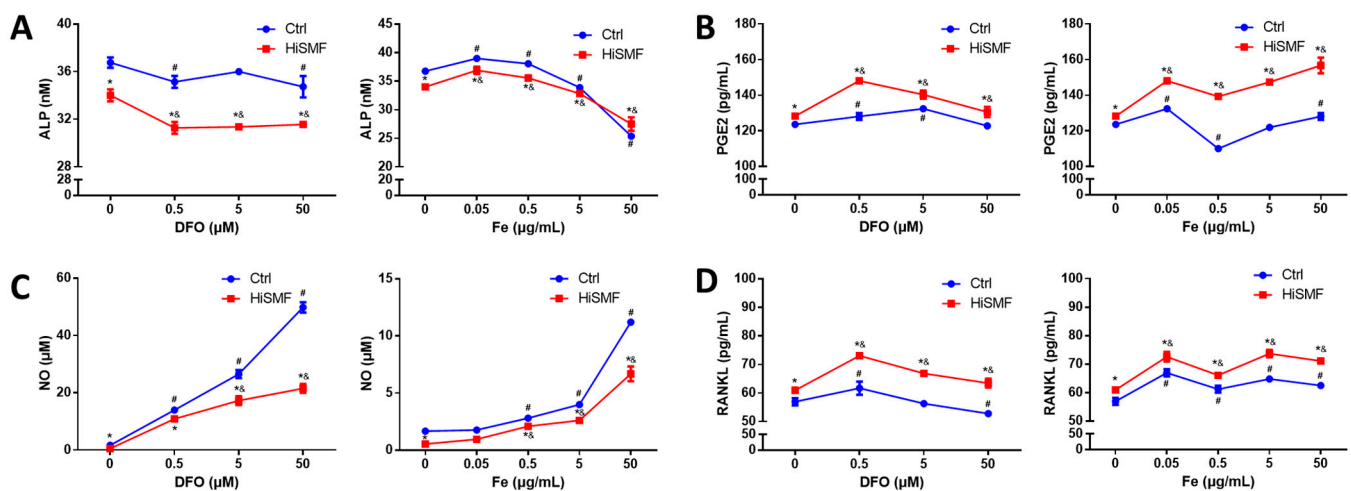 A
ALP (nM)
40
36
32
28
20
0
Ctrl
HiSMF
* # #
*& *& *&
0 0.5 5 50
DFO (μM)
ALP (nM)
45
40
35
30
25
20
0
Ctrl
HiSMF
* # # # #
*& *& *& *&
0 0.05 0.5 5 50
Fe (μg/mL)
B
PGE2 (pg/mL)
180
160
140
120
100
100
0
Ctrl
HiSMF
* *& *& *&
# #
0 0.5 5 50
DFO (μM)
PGE2 (pg/mL)
180
160
140
120
100
100
0
Ctrl
HiSMF
* *& *& *& *&
# # #
0 0.05 0.5 5 50
Fe (μg/mL)
C
NO (μM)
60
40
20
0
Ctrl
HiSMF
* # # #
* *& *&
0 0.5 5 50
DFO (μM)
NO (μM)
15
10
5
0
Ctrl
HiSMF
# # #
* *& *& *&
0 0.05 0.5 5 50
Fe (μg/mL)
D
RANKL (pg/mL)
100
90
80
70
60
50
50
0
Ctrl
HiSMF
* *& *& *&
# #
0 0.5 5 50
DFO (μM)
RANKL (pg/mL)
100
90
80
70
60
50
50
0
Ctrl
HiSMF
* *& *& *& *&
# # # #
0 0.05 0.5 5 50
Fe (μg/mL)